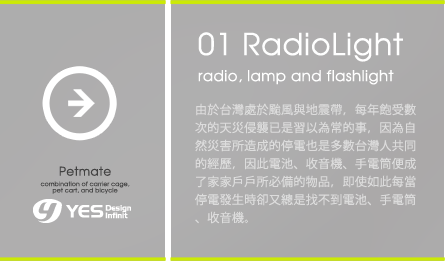 Petmate
combination of carrier cage,
pet cart, and bicycle
YES Design
Infinit
01 RadioLight
radio, lamp and flashlight
由於台灣處於颱風與地震帶，每年飽受數
次的天災侵襲已是習以為常的事，因為自
然災害所造成的停電也是多數台灣人共同
的經歷，因此電池、收音機、手電筒便成
了家家戶戶所必備的物品，即使如此每當
停電發生時卻又總是找不到電池、手電筒
、收音機。